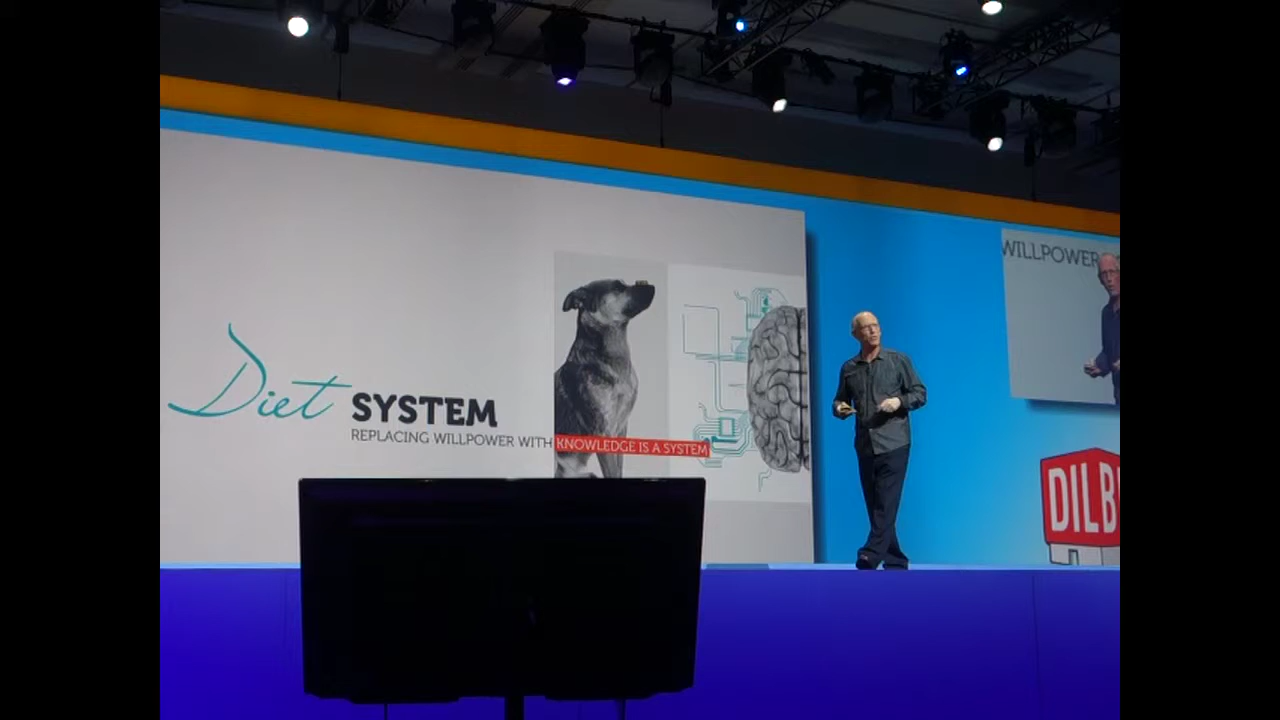 Diet SYSTEM
REPLACING WILLPOWER WITH KNOWLEDGE IS A SYSTEM
WILLPOWER
DILB